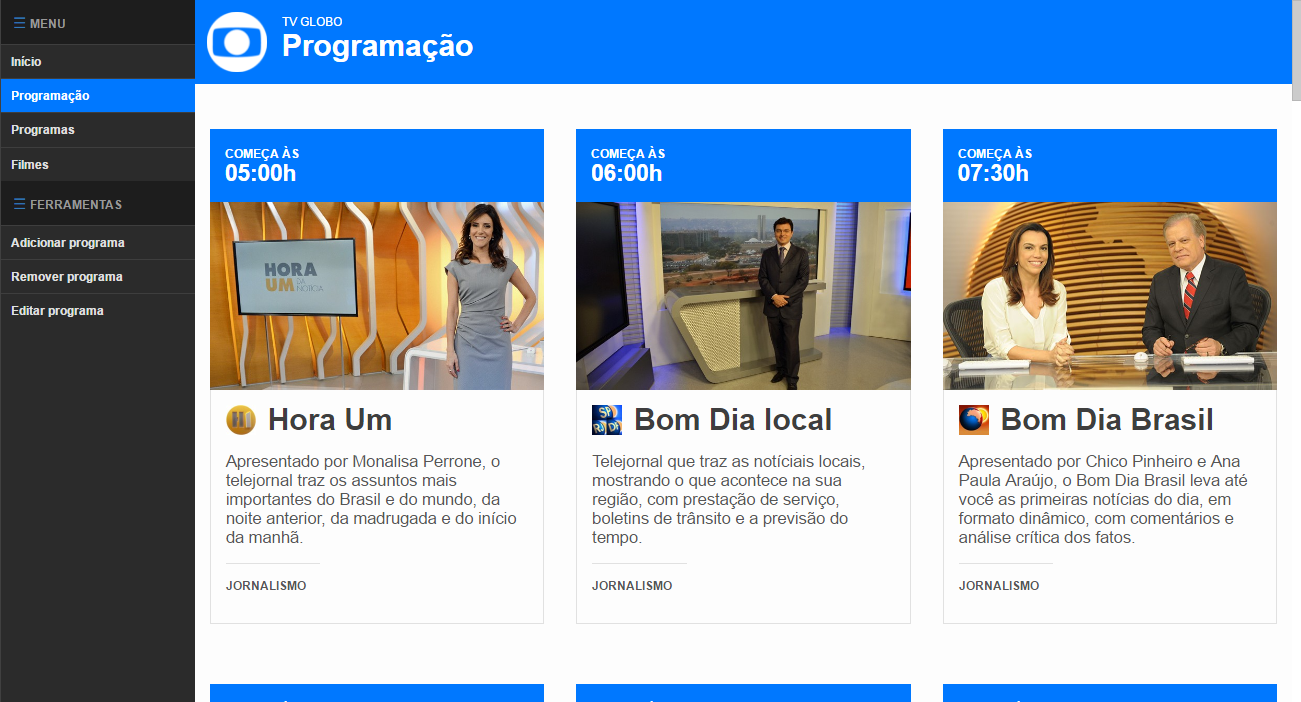 ☰ MENU
Início
Programação
Programas
Filmes
☰ FERRAMENTAS
Adicionar programa
Remover programa
Editar programa
TV GLOBO
Programação
COMEÇA ÀS
05:00h
HORA
UM DA
NOTÍCIA
H1
Hora Um
Apresentado por Monalisa Perrone, o
telejornal traz os assuntos mais
importantes do Brasil e do mundo, da
noite anterior, da madrugada e do início
da manhã.
JORNALISMO
COMEÇA ÀS
06:00h
SP
RJ DF
Bom Dia local
Telejornal que traz as notíciais locais,
mostrando o que acontece na sua
região, com prestação de serviço,
boletins de trânsito e a previsão do
tempo.
JORNALISMO
COMEÇA ÀS
07:30h
Bom Dia Brasil
Apresentado por Chico Pinheiro e Ana
Paula Araújo, o Bom Dia Brasil leva até
você as primeiras notícias do dia, em
formato dinâmico, com comentários e
análise crítica dos fatos.
JORNALISMO